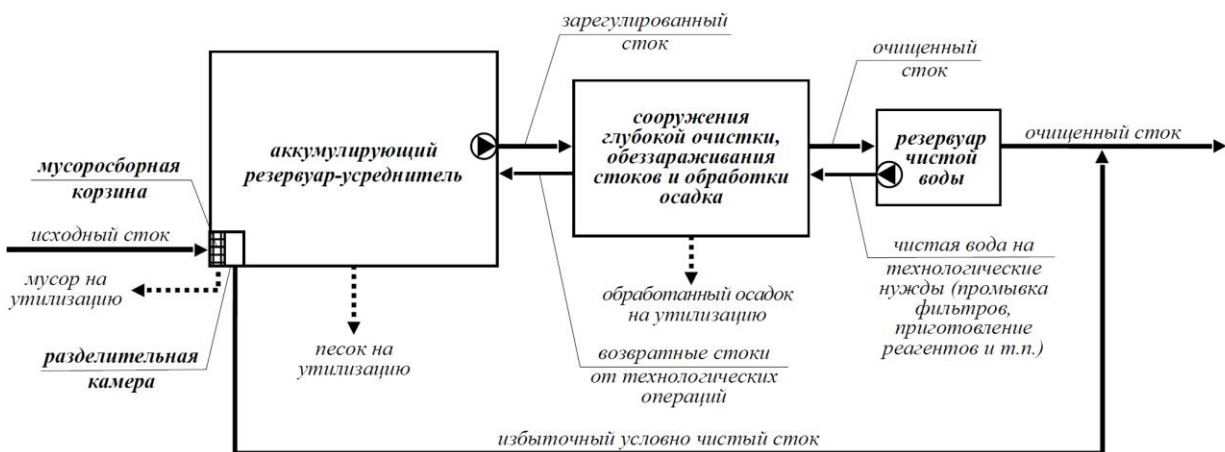 зарегулированный
сток
очищенный
сток
аккумулирующий
резервуар-усреднитель
сооружения
глубокой очистки,
обеззараживания
стоков и обработки
осадка
резервуар
чистой
воды
очищенный сток
мусоросборная
корзина
исходный сток
мусор на
утилизацию
разделительная
камера
песок на
утилизацию
обработанный осадок
на утилизацию
возвратные стоки
от технологических
операций
чистая вода на
технологические
нужды (промывка
фильтров,
приготовление
реагентов и т.п.)
избыточный условно чистый сток